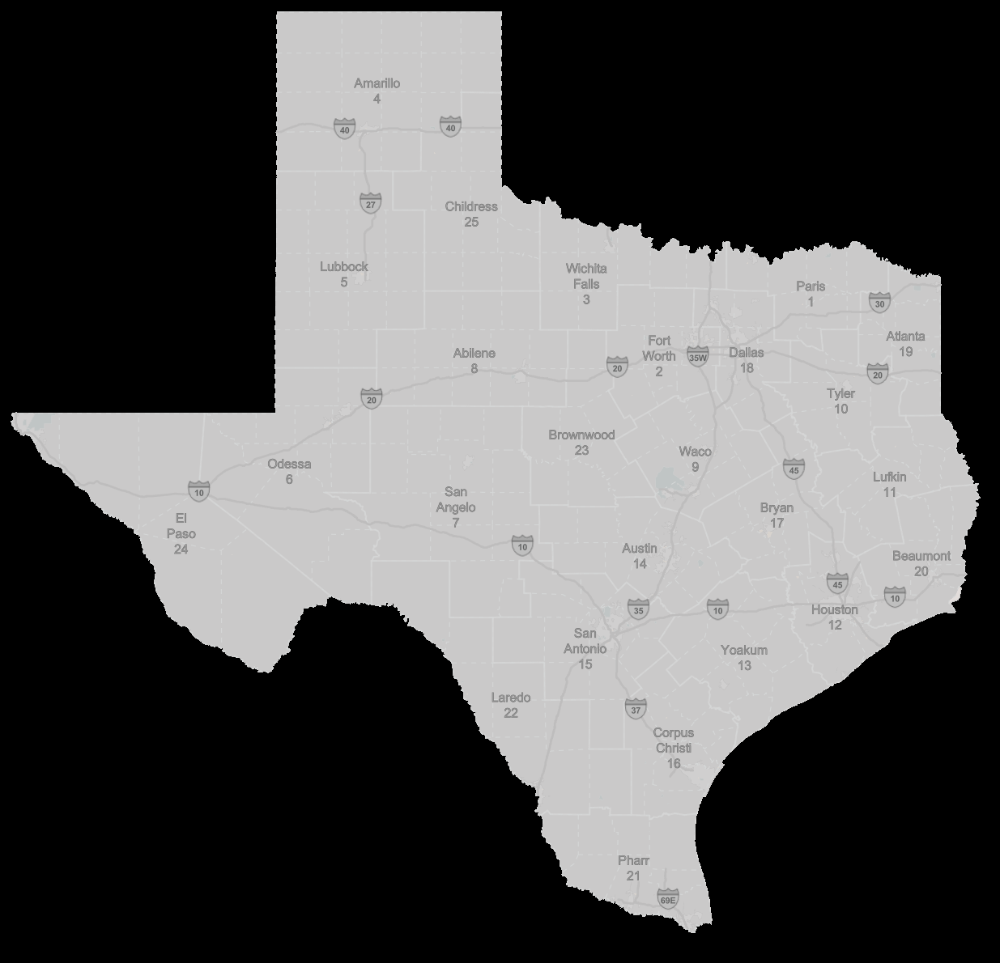 Amarillo
4
40
40
27
Childress
25
Lubbock
5
Wichita
Falls
3
Paris
1
30
Atlanta
19
Fort
Worth
2
35W
Dallas
18
Abilene
8
20
20
20
Tyler
10
Brownwood
23
Waco
9
45
Odessa
6
10
San
Angelo
7
Lufkin
11
Bryan
17
El
Paso
24
10
Austin
14
Beaumont
20
45
35
10
10
Houston
12
San
Antonio
15
Yoakum
13
Laredo
22
37
Corpus
Christi
16
Pharr
21
69E